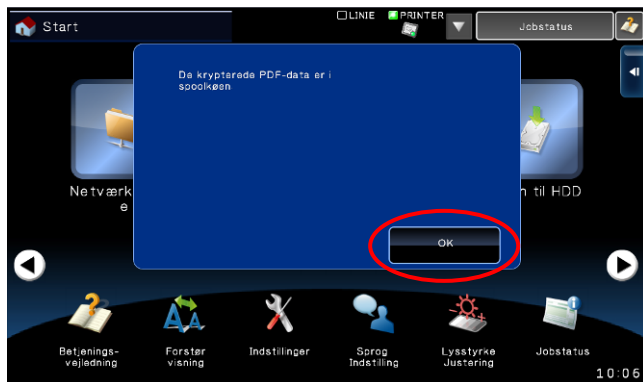 Start
LINIE
PRINTER
Jobstatus
De krypterede PDF-data er i
spoolkøen
Netværk
e
n til HDD
OK
Betjenings-
vejledning
Forstør
visning
Indstillinger
Sprog
Indstilling
Lysstyrke
Justering
Jobstatus
10:06